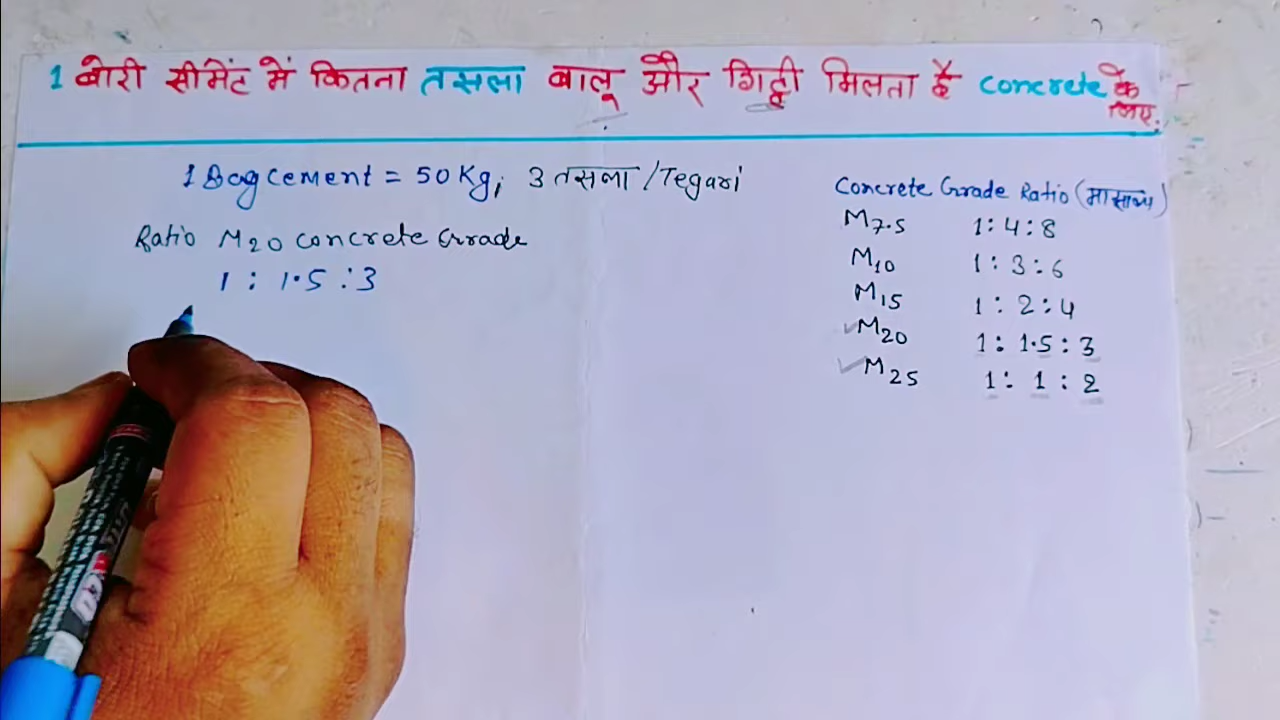 1 बोरी सीमेंट में कितना तसला बालू और गिट्टी मिलता है concrete के लिए.
1 Bag Cement = 50 Kg, 3 तसला /Tegari
Ratio M20 concrete Grade
1 : 1.5 : 3
Concrete Grade Ratio (मसाला)
M7.5 1:4:8
M10 1:3:6
M15 1:2:4
M20 1:1.5:3
M25 1:1:2